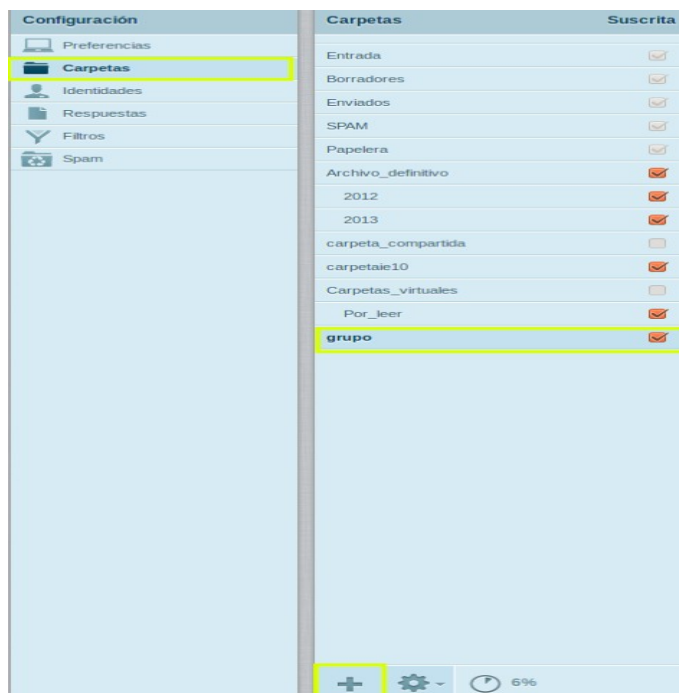 Configuración
Preferencias
Carpetas
Identidades
Respuestas
Filtros
Spam
Carpetas Suscrita
Entrada
Borradores
Enviados
SPAM
Papelera
Archivo_definitivo
2012
2013
carpeta_compartida
carpetaie10
Carpetas_virtuales
Por_leer
grupo
6%